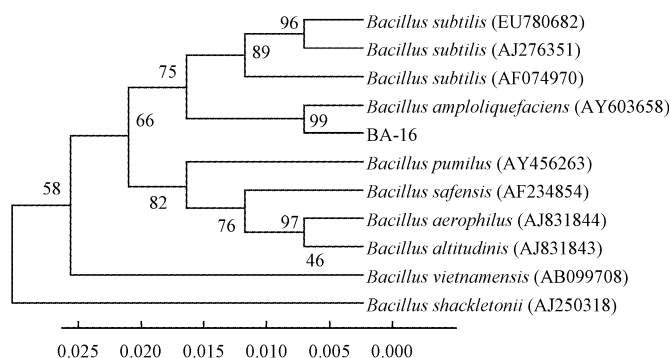 96 Bacillus subtilis (EU780682)
Bacillus subtilis (AJ276351)
89
75 Bacillus subtilis (AF074970)
Bacillus amploliquefaciens (AY603658)
66 99
BA-16
Bacillus pumilus (AY456263)
58 Bacillus safensis (AF234854)
82
76 97 Bacillus aerophilus (AJ831844)
Bacillus altitudinis (AJ831843)
46
Bacillus vietnamensis (AB099708)
Bacillus shackletonii (AJ250318)
0.025 0.020 0.015 0.010 0.005 0.000